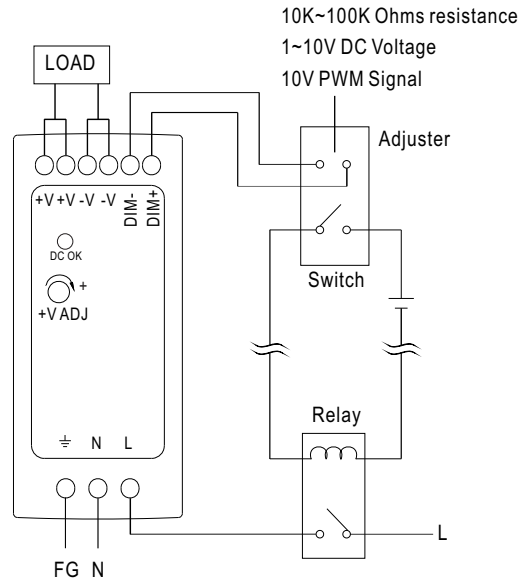 10K~100K Ohms resistance
1~10V DC Voltage
10V PWM Signal
LOAD
Adjuster
+V +V -V -V DIM- DIM+
DC OK
+
+V ADJ
Switch
Relay
N L
L
FG N